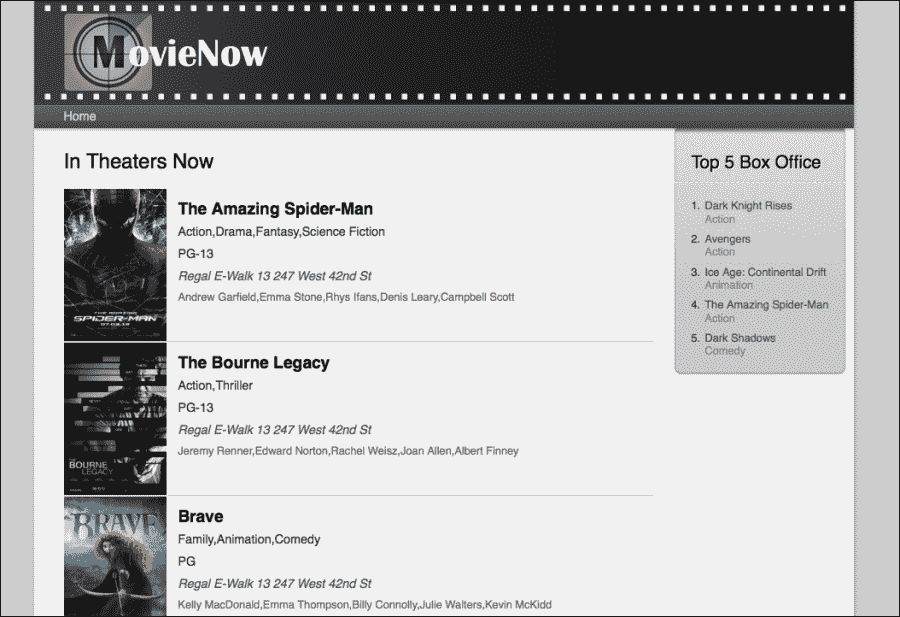 MovieNow
Home
In Theaters Now
THE AMAZING
SPIDER-MAN
07.03.12
The Amazing Spider-Man
Action,Drama,Fantasy,Science Fiction
PG-13
Regal E-Walk 13 247 West 42nd St
Andrew Garfield,Emma Stone,Rhys Ifans,Denis Leary,Campbell Scott
BOURNE
LEGACY
The Bourne Legacy
Action,Thriller
PG-13
Regal E-Walk 13 247 West 42nd St
Jeremy Renner,Edward Norton,Rachel Weisz,Joan Allen,Albert Finney
BRAVE
Brave
Family,Animation,Comedy
PG
Regal E-Walk 13 247 West 42nd St
Kelly MacDonald,Emma Thompson,Billy Connolly,Julie Walters,Kevin McKidd
Top 5 Box Office
1. Dark Knight Rises
Action
2. Avengers
Action
3. Ice Age: Continental Drift
Animation
4. The Amazing Spider-Man
Action
5. Dark Shadows
Comedy